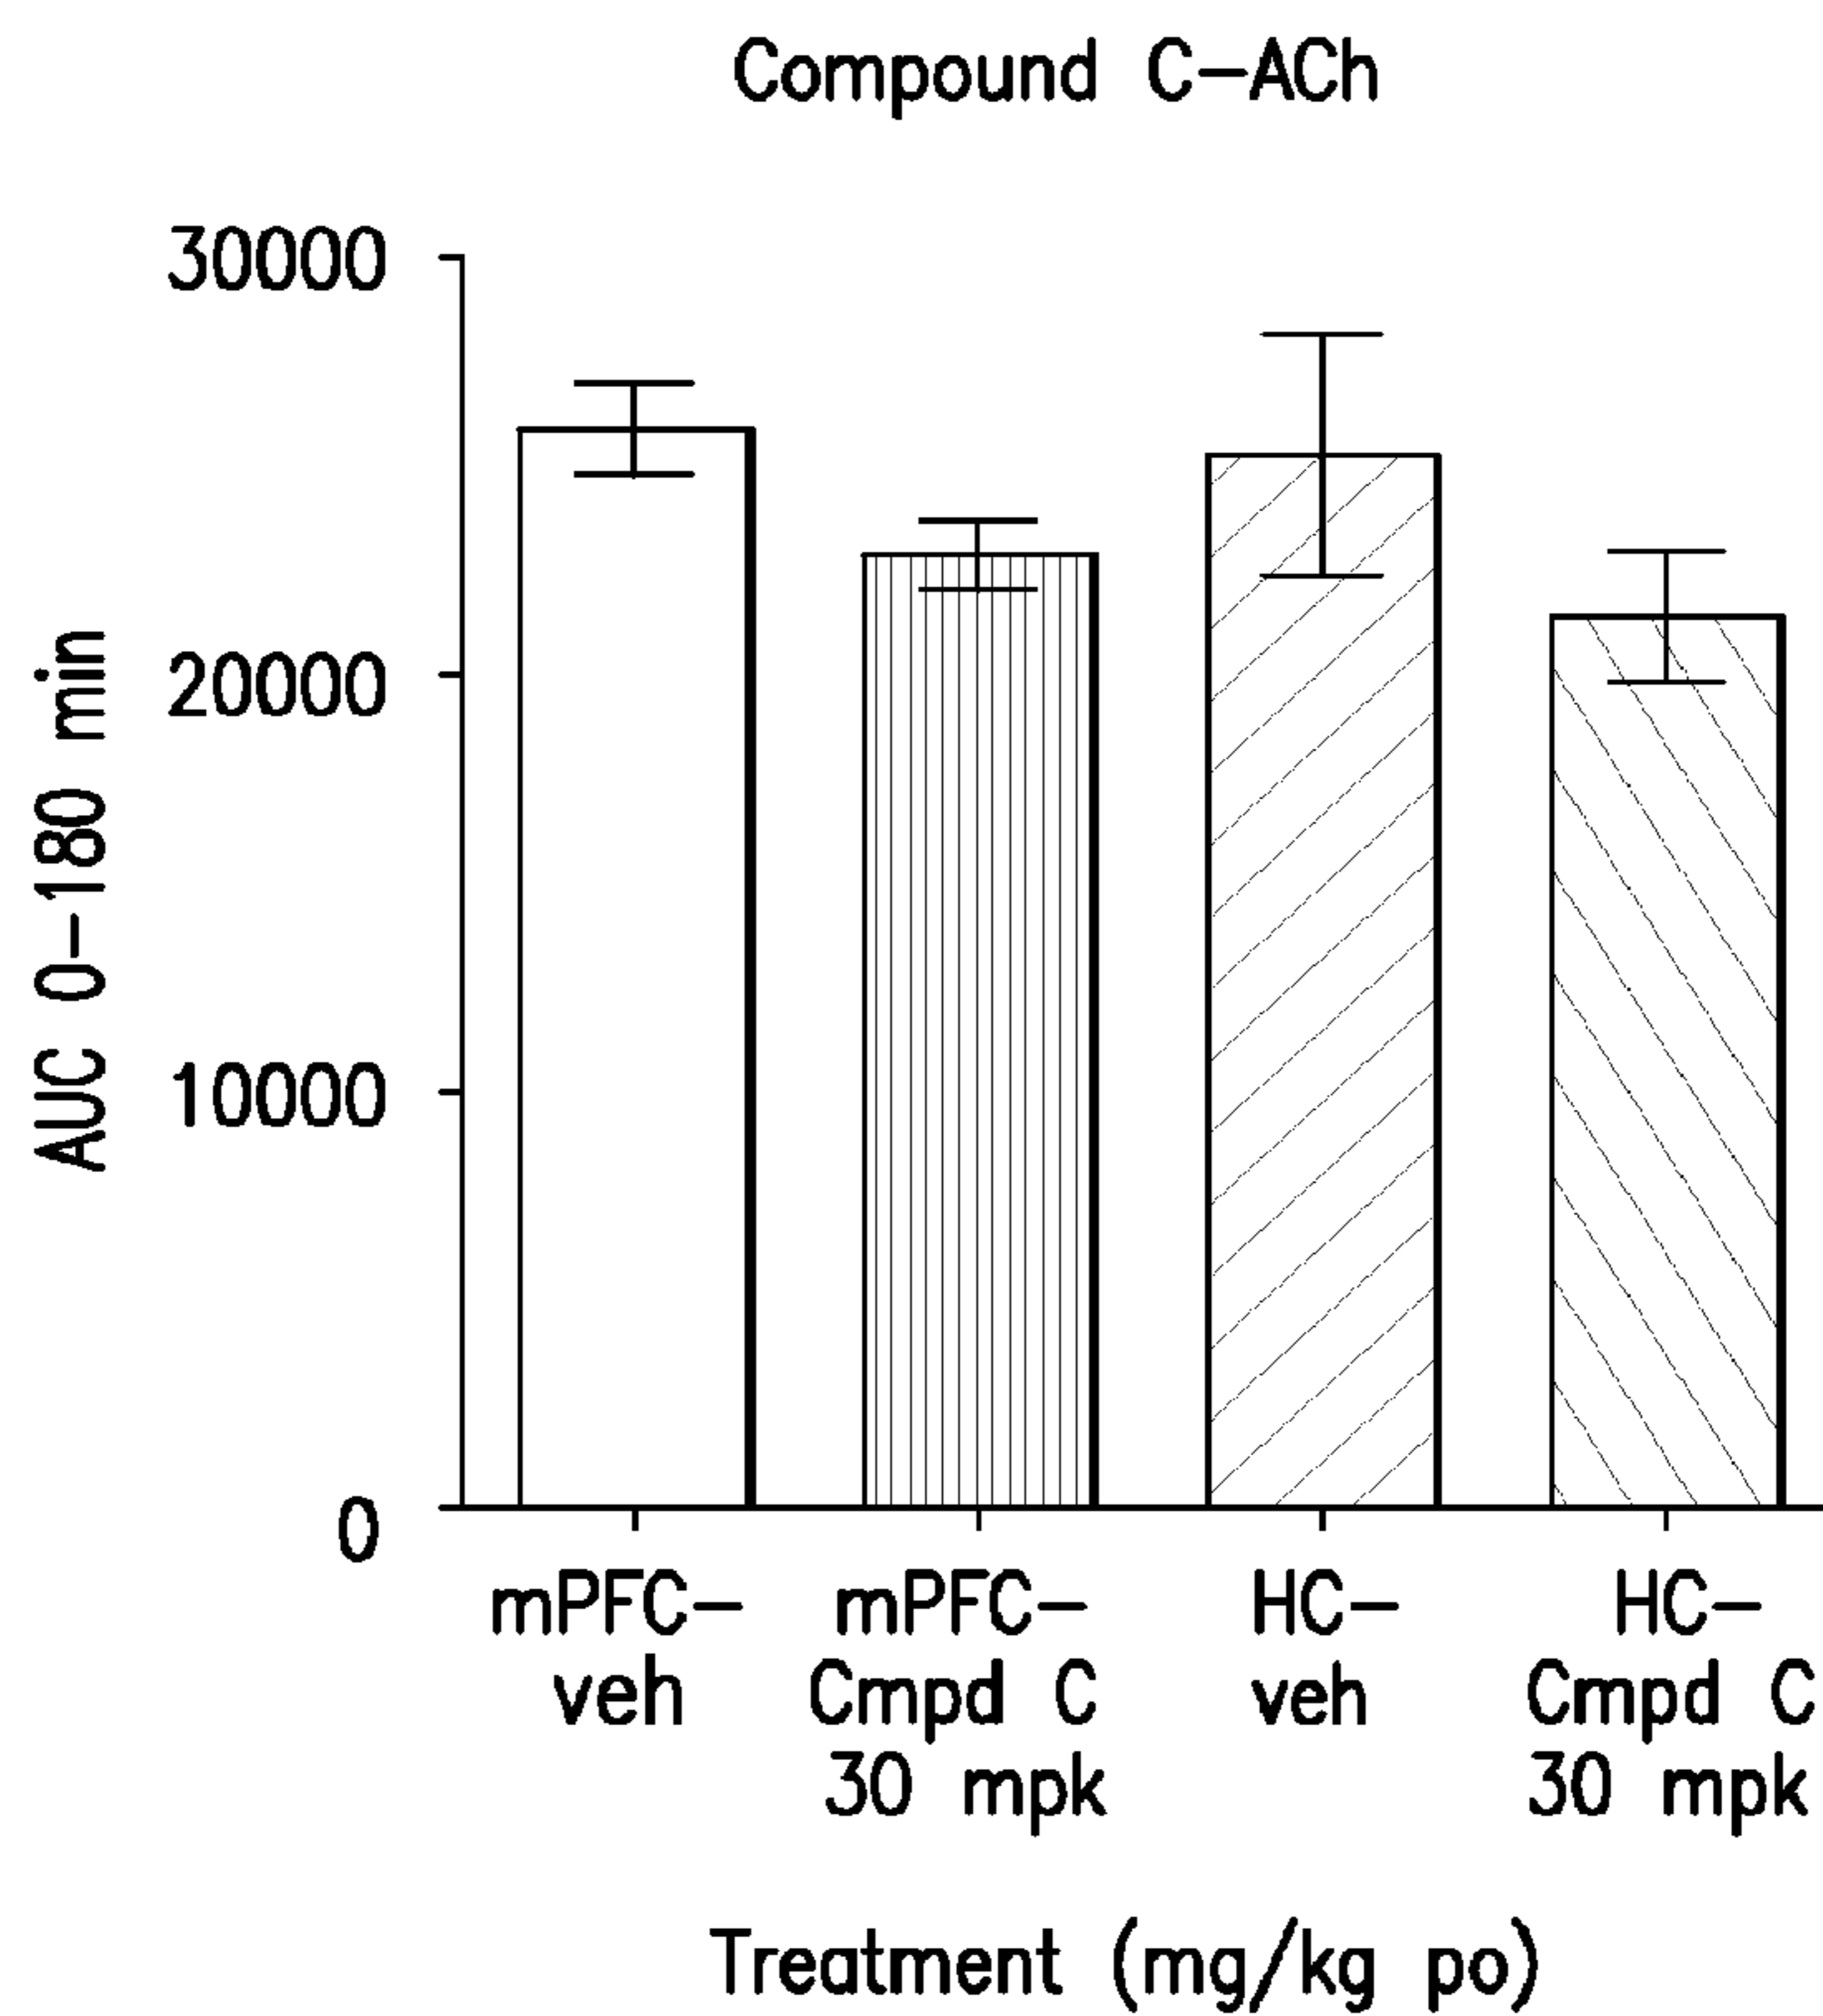 Compound C-ACh
30000
20000
10000
0
AUC 0-180 min
mPFC-
veh
mPFC-
Cmpd C
30 mpk
HC-
veh
HC-
Cmpd C
30 mpk
Treatment (mg/kg po)